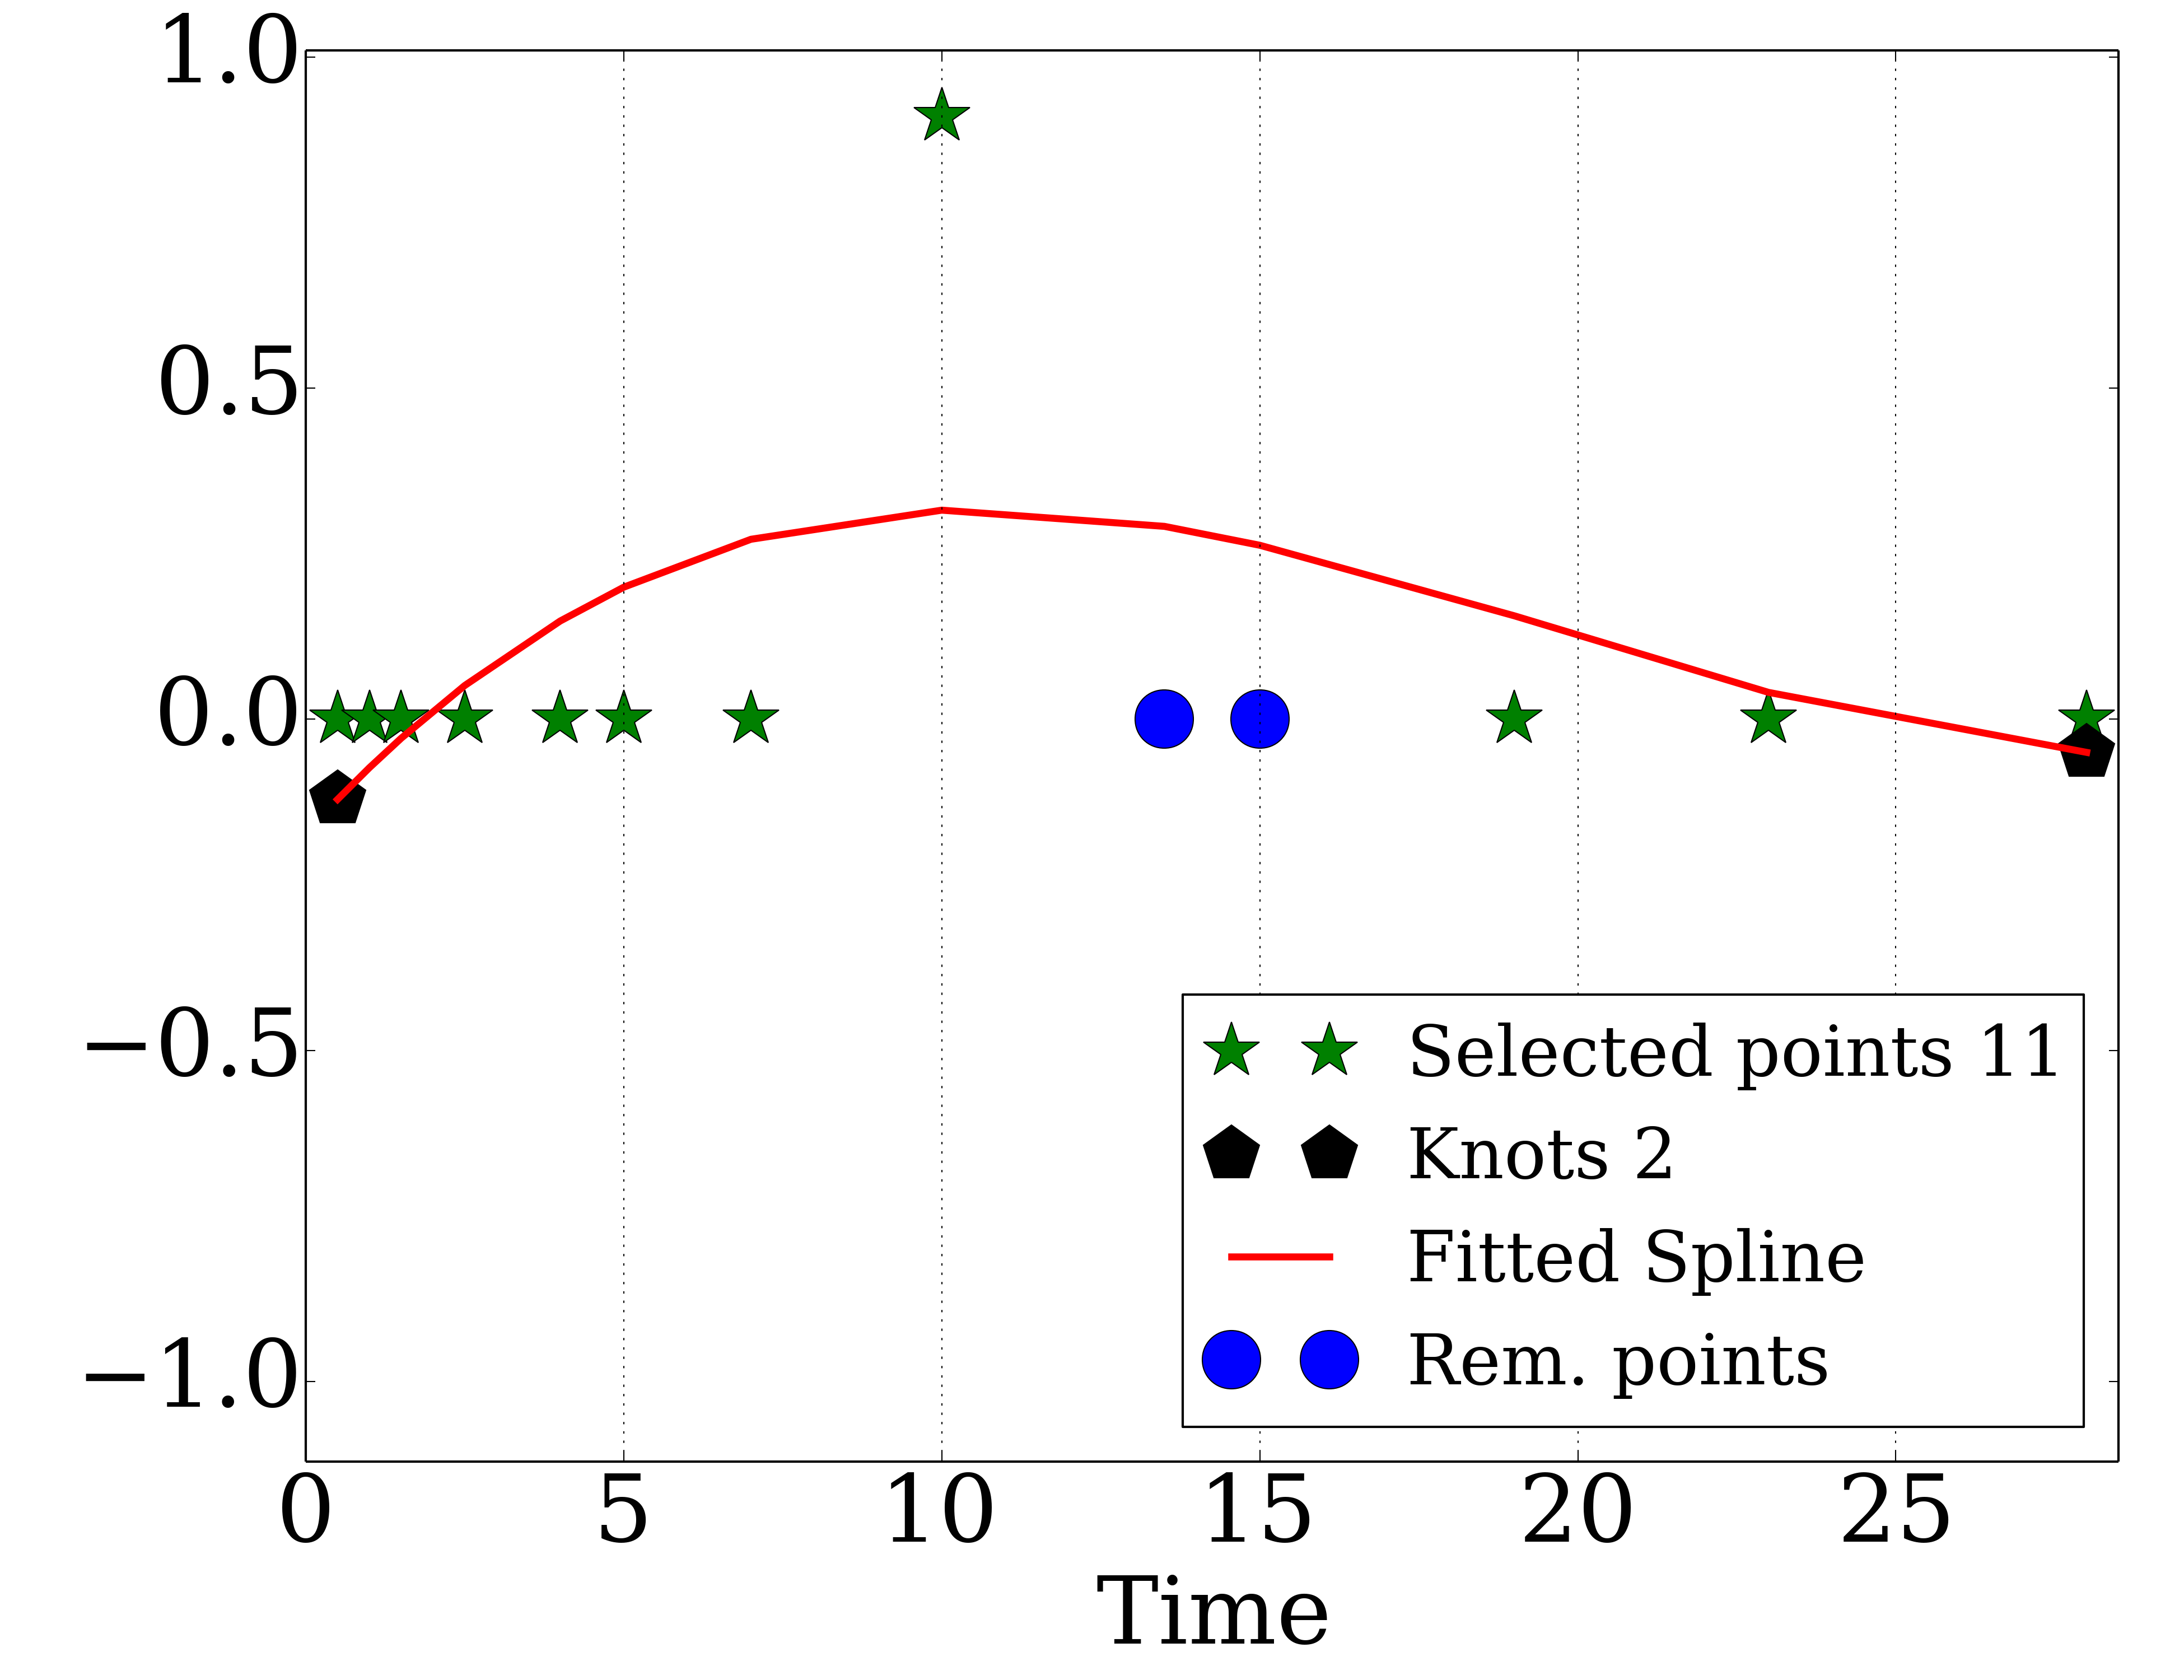 1.0
0.5
0.0
−0.5
−1.0
Selected points 11
Knots 2
Fitted Spline
Rem. points
0 5 10 15 20 25
Time